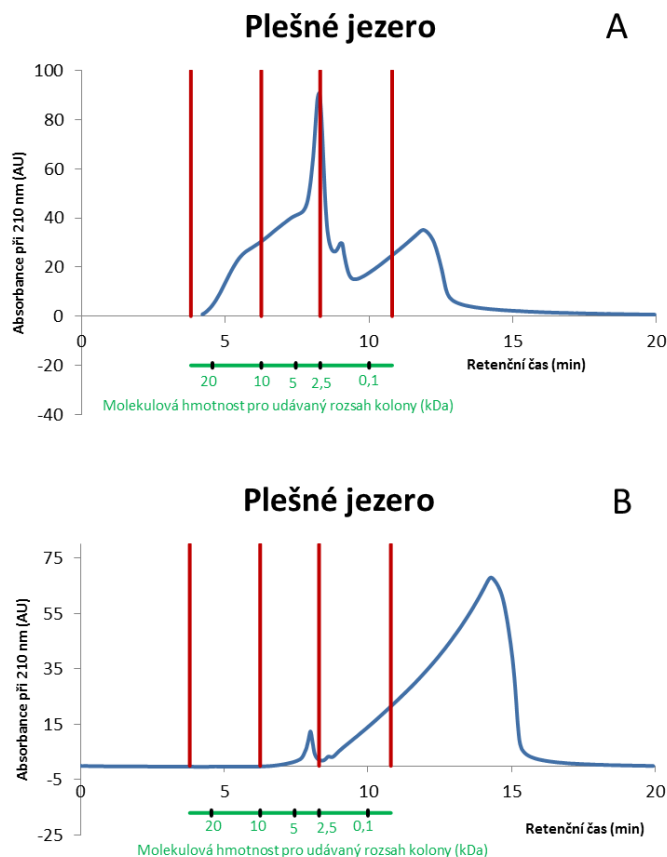 Plešné jezero
A
Absorbance při 210 nm (AU)
100
80
60
40
20
0
-20
-40
0 5 10 15 20
Retenční čas (min)
20 10 5 2,5 0,1
Molekulová hmotnost pro udávaný rozsah kolony (kDa)
Plešné jezero
B
Absorbance při 210 nm (AU)
75
55
35
15
-5
-25
0 5 10 15 20
Retenční čas (min)
20 10 5 2,5 0,1
Molekulová hmotnost pro udávaný rozsah kolony (kDa)